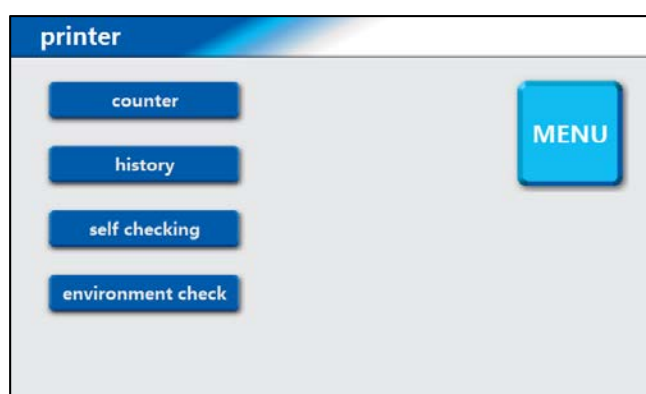 printer
counter
MENU
history
self checking
environment check